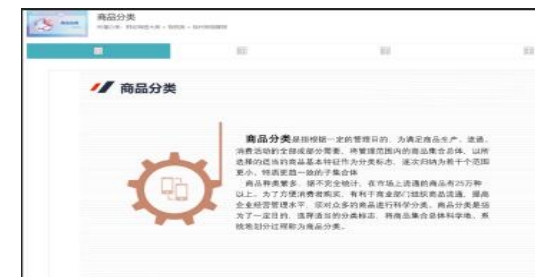 商品分类
商品分类
商品分类是指根据一定的管理目的，为满足商品生产、流通、
消费活动的全部或部分需要，将管理范围内的商品集合总体，以所
选择的适当的商品基本特征作为分类标志，逐次归纳为若干个范围
更小、特质更趋一致的子集合体
商品种类繁多，据不完全统计，在市场上流通的商品有25万种
以上。为了方便消费者购买，有利于商业部门组织商品流通，提高
企业经营管理水平，须对众多的商品进行科学分类。商品分类是指
为了一定目的，选择适当的分类标志，将商品集合总体科学地、系
统地划分过程称为商品分类。